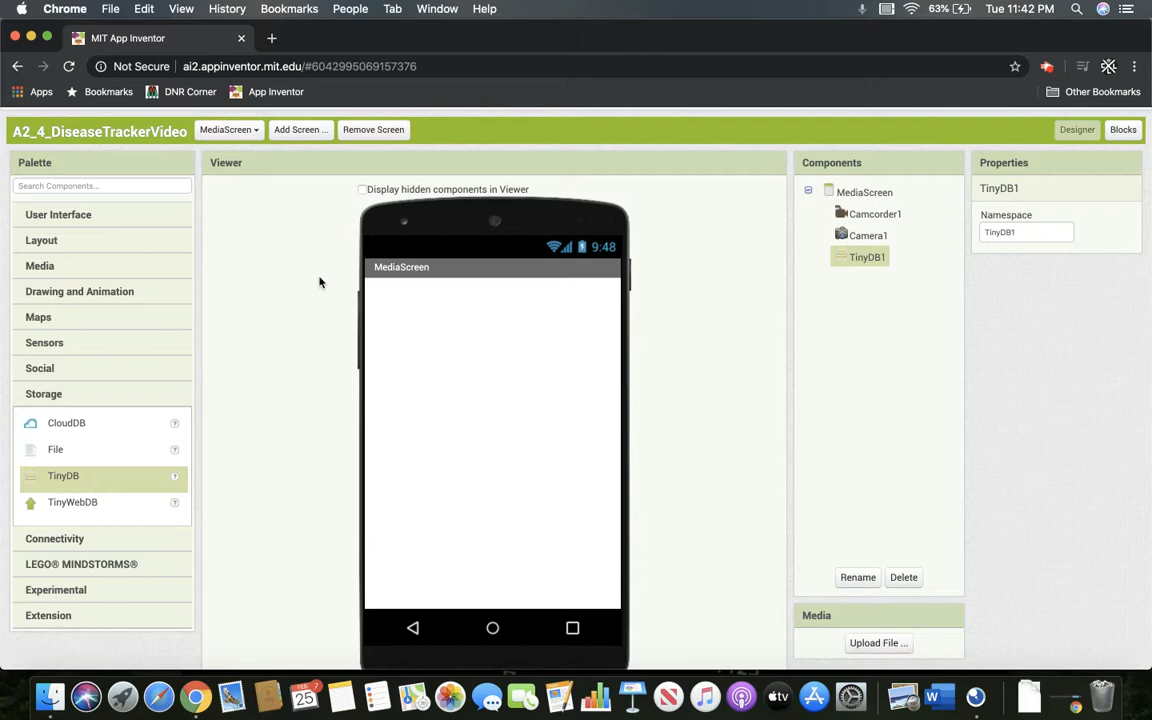 Chrome File Edit View History Bookmarks People Tab Window Help 63% Tue 11:42 PM
MIT App Inventor
Not Secure ai2.appinventor.mit.edu/#6042995069157376
Apps Bookmarks DNR Corner App Inventor Other Bookmarks
A2_4_DiseaseTrackerVideo MediaScreen Add Screen ... Remove Screen Designer Blocks
Palette Viewer Components Properties
Search Components...
Display hidden components in Viewer
TinyDB1
MediaScreen
User Interface
Camcorder1
Namespace
Camera1
TinyDB1
Layout
9:48
TinyDB1
Media
MediaScreen
Drawing and Animation
Maps
Sensors
Social
Storage
CloudDB ?
File ?
TinyDB ?
TinyWebDB ?
Connectivity
LEGO® MINDSTORMS®
Experimental
Extension
Rename Delete
Media
Upload File ...
FEB 25 7
tv
W